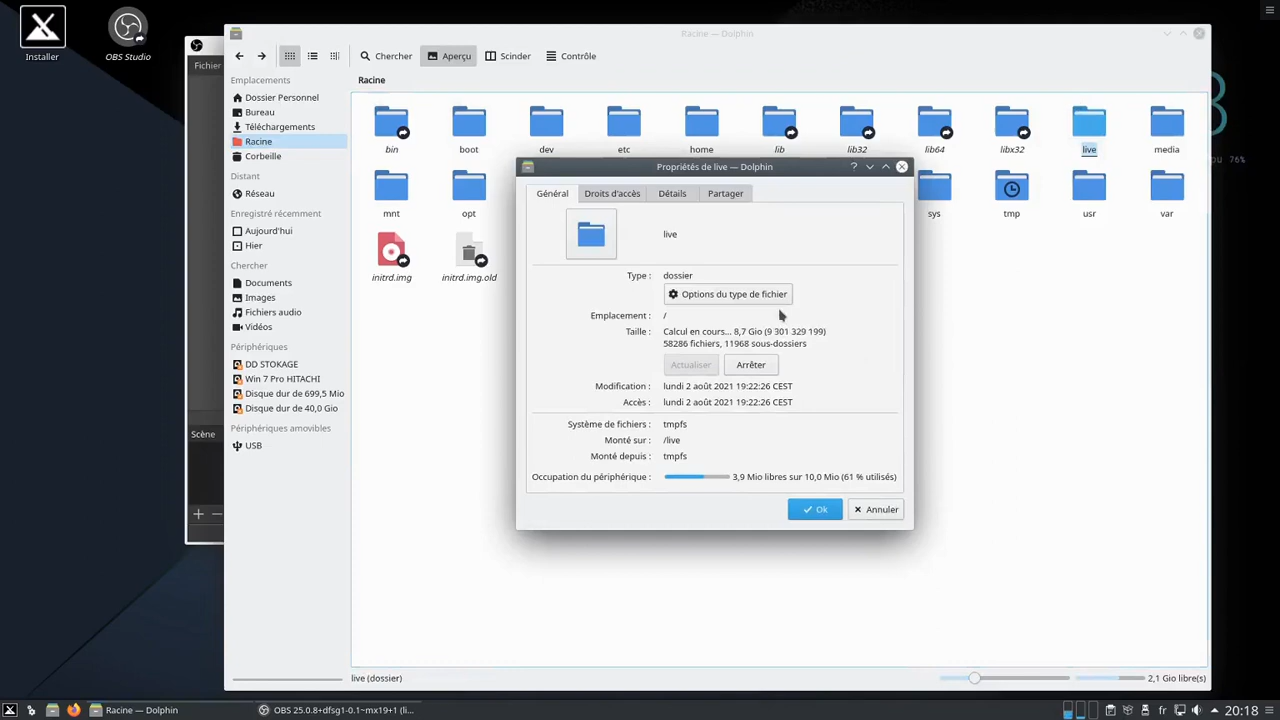 Installer
OBS Studio
Fichier
Racine — Dolphin
Chercher
Aperçu
Scinder
Contrôle
Emplacements
Dossier Personnel
Bureau
Téléchargements
Racine
Corbeille
Distant
Réseau
Enregistré récemment
Aujourd'hui
Hier
Chercher
Documents
Images
Fichiers audio
Vidéos
Périphériques
DD STOKAGE
Win 7 Pro HITACHI
Disque dur de 699,5 Mio
Disque dur de 40,0 Gio
Périphériques amovibles
USB
Racine
bin
boot
dev
etc
home
lib
lib32
lib64
libx32
live
media
mnt
opt
sys
tmp
usr
var
initrd.img
initrd.img.old
Propriétés de live — Dolphin
?
Général
Droits d'accès
Détails
Partager
live
Type : dossier
Options du type de fichier
Emplacement : /
Taille : Calcul en cours... 8,7 Gio (9 301 329 199)
58286 fichiers, 11968 sous-dossiers
Actualiser
Arrêter
Modification : lundi 2 août 2021 19:22:26 CEST
Accès : lundi 2 août 2021 19:22:26 CEST
Système de fichiers : tmpfs
Monté sur : /live
Monté depuis : tmpfs
Occupation du périphérique : 3,9 Mio libres sur 10,0 Mio (61 % utilisés)
Ok
Annuler
live (dossier)
2,1 Gio libre(s)
Scène
76%
Racine — Dolphin
OBS 25.0.8+dfsg1-0.1~mx19+1 (li...
fr
20:18